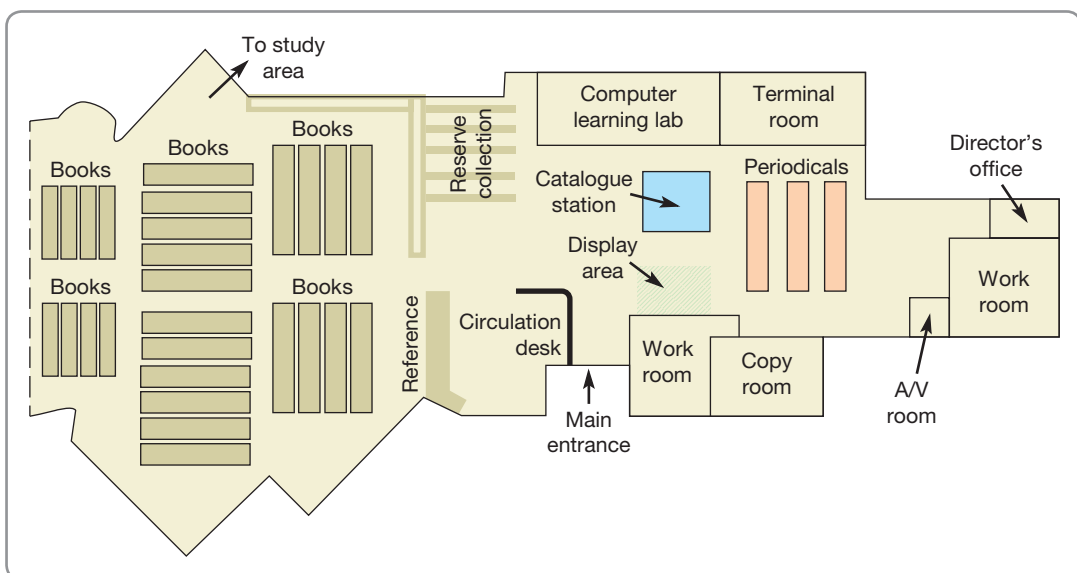 To study
area
Books
Books
Books
Books
Books
Reference
Reserve
collection
Computer
learning lab
Terminal
room
Catalogue
station
Periodicals
Director’s
office
Display
area
Work
room
Circulation
desk
Work
room
Copy
room
A/V
room
Main
entrance